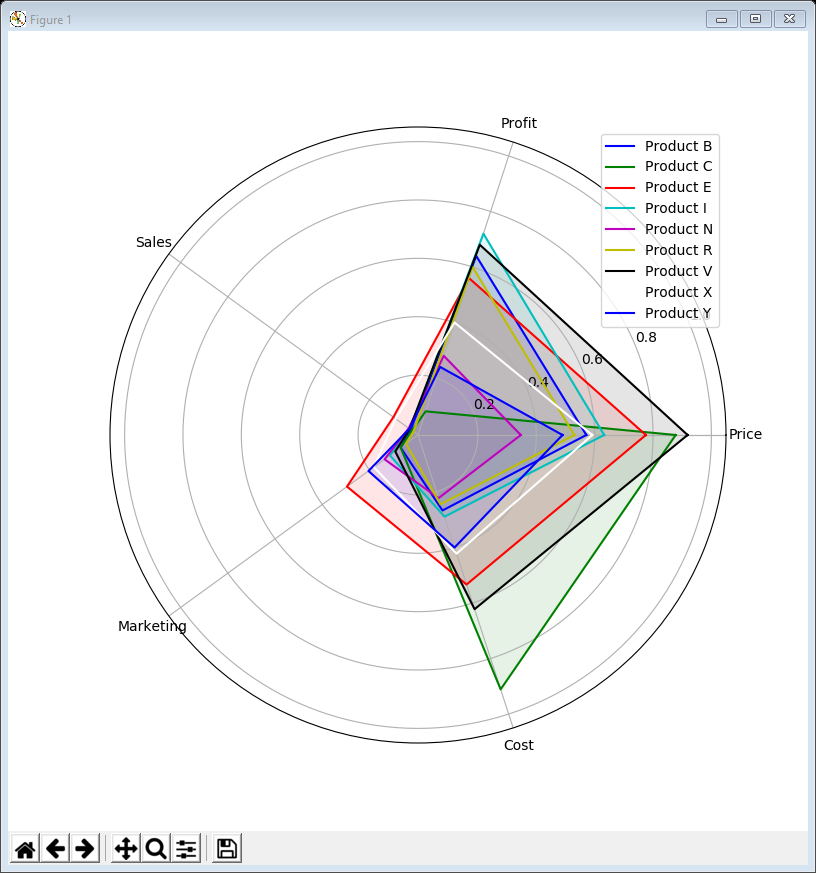 Figure 1
Profit
Product B
Product C
Product E
Product I
Product N
Product R
Product V
Product X
Product Y
Sales
0.8
0.6
0.4
0.2
Price
Marketing
Cost